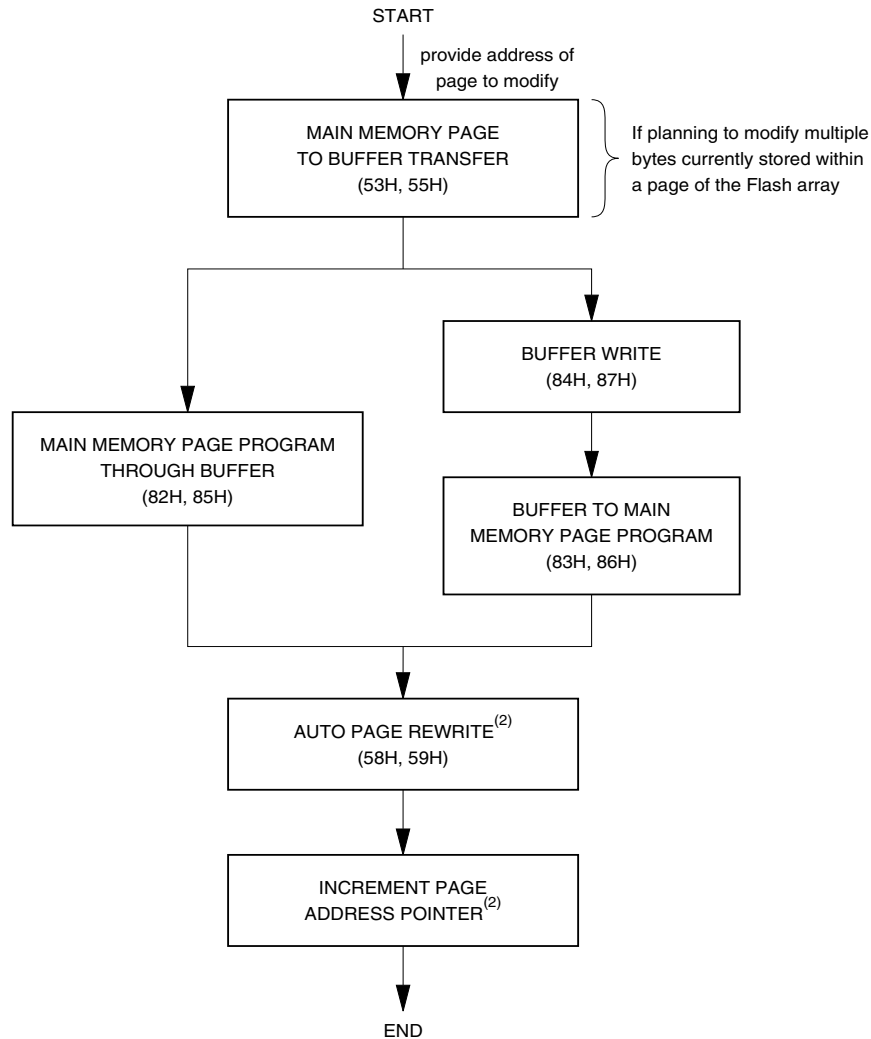 START
provide address of
page to modify
MAIN MEMORY PAGE
TO BUFFER TRANSFER
(53H, 55H)
If planning to modify multiple
bytes currently stored within
a page of the Flash array
BUFFER WRITE
(84H, 87H)
MAIN MEMORY PAGE PROGRAM
THROUGH BUFFER
(82H, 85H)
BUFFER TO MAIN
MEMORY PAGE PROGRAM
(83H, 86H)
AUTO PAGE REWRITE(2)
(58H, 59H)
INCREMENT PAGE
ADDRESS POINTER(2)
END